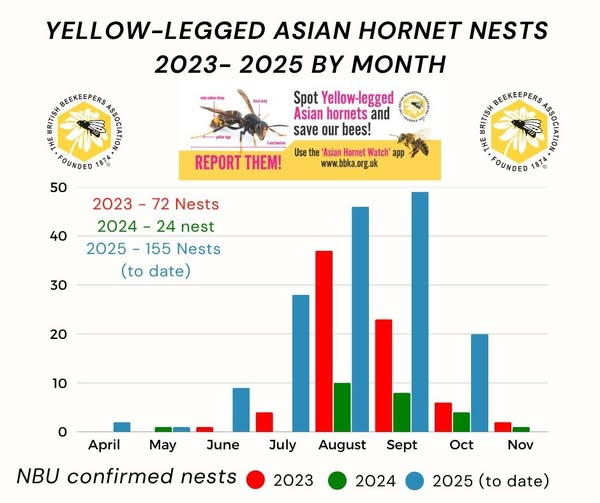 YELLOW-LEGGED ASIAN HORNET NESTS
2023- 2025 BY MONTH
THE BRITISH BEEKEEPERS ASSOCIATION
• FOUNDED 1874 •
Spot Yellow-legged
Asian hornets and
save our bees!
REPORT THEM!
Use the 'Asian Hornet Watch' app
www.bbka.org.uk
THE BRITISH BEEKEEPERS ASSOCIATION
• FOUNDED 1874 •
2023 - 72 Nests
2024 - 24 nest
2025 - 155 Nests
(to date)
50
40
30
20
10
0
April May June July August Sept Oct Nov
NBU confirmed nests 2023 2024 2025 (to date)